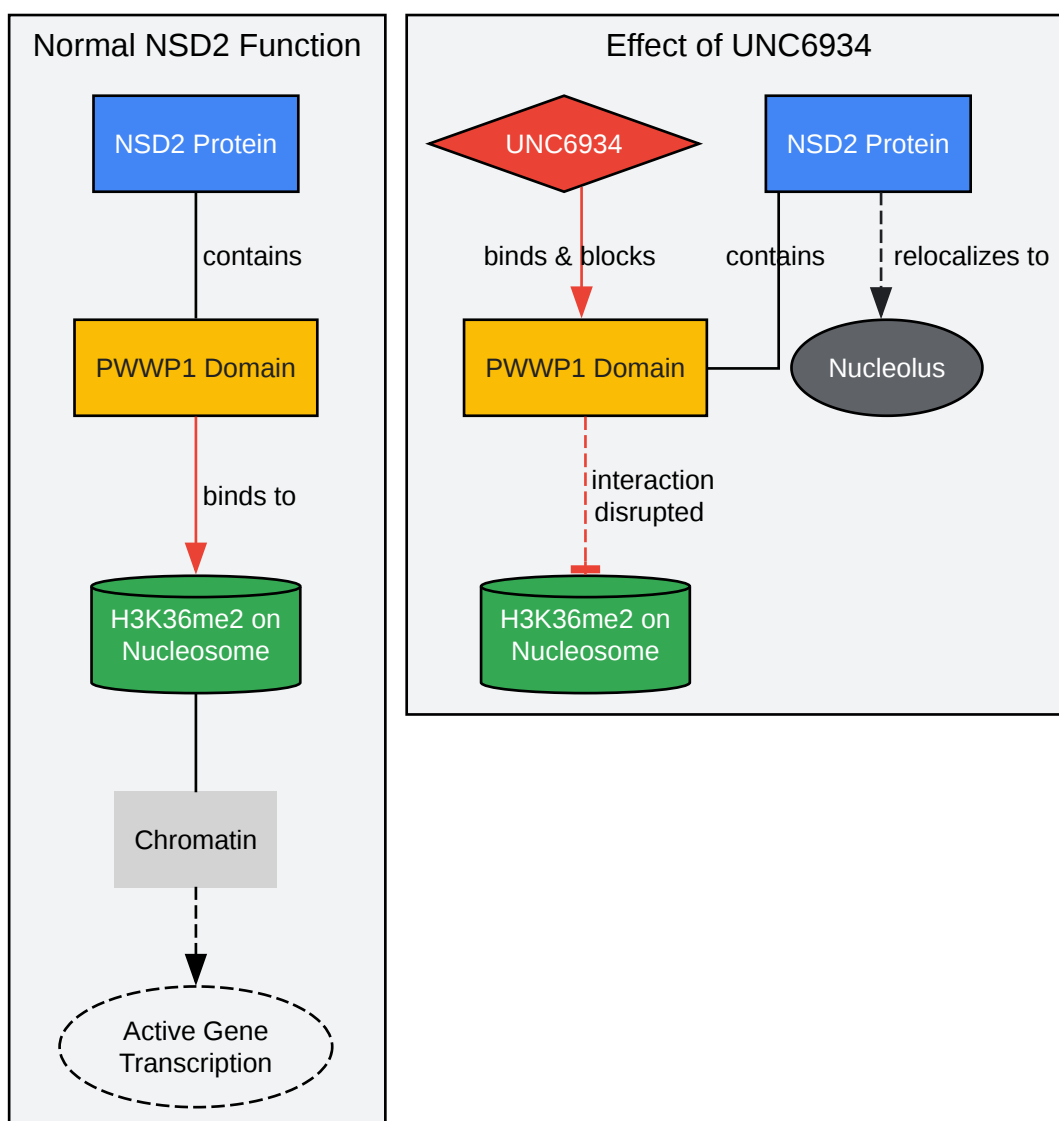 Normal NSD2 Function
NSD2 Protein
contains
PWWP1 Domain
binds to
H3K36me2 on
Nucleosome
Chromatin
Active Gene
Transcription
Effect of UNC6934
UNC6934
NSD2 Protein
binds & blocks
contains
relocalizes to
PWWP1 Domain
Nucleolus
interaction
disrupted
H3K36me2 on
Nucleosome